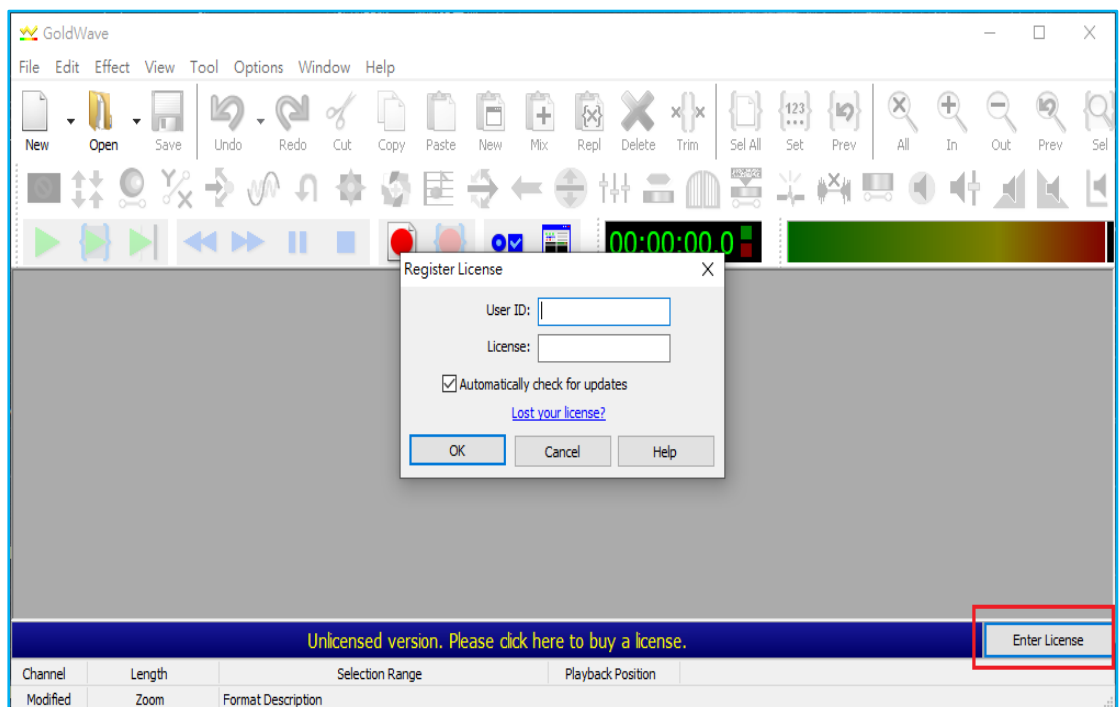 GoldWave
File Edit Effect View Tool Options Window Help
New Open Save Undo Redo Cut Copy Paste New Mix Repl Delete Trim Sel All Set Prev All In Out Prev Sel
00:00:00.0
Register License
User ID:
License:
Automatically check for updates
Lost your license?
OK Cancel Help
Unlicensed version. Please click here to buy a license.
Enter License
Channel Length Selection Range Playback Position
Modified Zoom Format Description